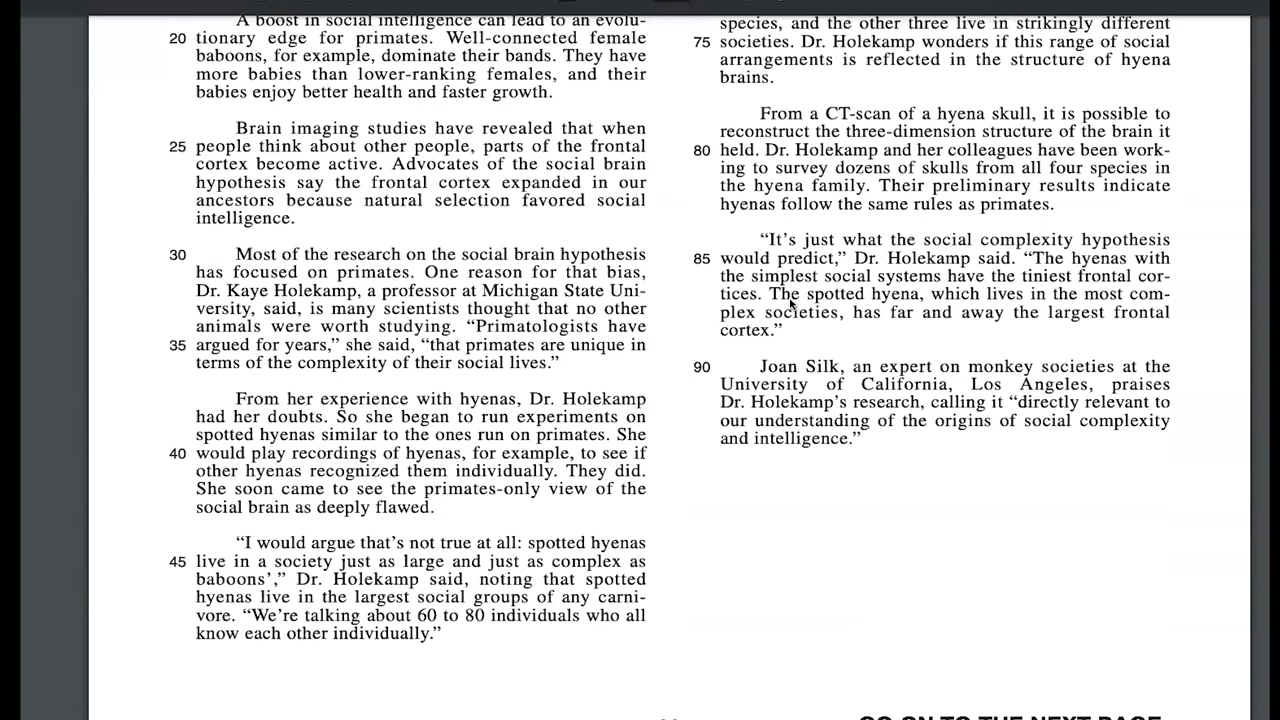 A boost in social intelligence can lead to an evolu-
20 tionary edge for primates. Well-connected female
baboons, for example, dominate their bands. They have
more babies than lower-ranking females, and their
babies enjoy better health and faster growth.
Brain imaging studies have revealed that when
25 people think about other people, parts of the frontal
cortex become active. Advocates of the social brain
hypothesis say the frontal cortex expanded in our
ancestors because natural selection favored social
intelligence.
30 Most of the research on the social brain hypothesis
has focused on primates. One reason for that bias,
Dr. Kaye Holekamp, a professor at Michigan State Uni-
versity, said, is many scientists thought that no other
animals were worth studying. “Primatologists have
35 argued for years,” she said, “that primates are unique in
terms of the complexity of their social lives.”
From her experience with hyenas, Dr. Holekamp
had her doubts. So she began to run experiments on
spotted hyenas similar to the ones run on primates. She
40 would play recordings of hyenas, for example, to see if
other hyenas recognized them individually. They did.
She soon came to see the primates-only view of the
social brain as deeply flawed.
“I would argue that’s not true at all: spotted hyenas
45 live in a society just as large and just as complex as
baboons’,” Dr. Holekamp said, noting that spotted
hyenas live in the largest social groups of any carni-
vore. “We’re talking about 60 to 80 individuals who all
know each other individually.”
species, and the other three live in strikingly different
75 societies. Dr. Holekamp wonders if this range of social
arrangements is reflected in the structure of hyena
brains.
From a CT-scan of a hyena skull, it is possible to
reconstruct the three-dimension structure of the brain it
80 held. Dr. Holekamp and her colleagues have been work-
ing to survey dozens of skulls from all four species in
the hyena family. Their preliminary results indicate
hyenas follow the same rules as primates.
“It’s just what the social complexity hypothesis
85 would predict,” Dr. Holekamp said. “The hyenas with
the simplest social systems have the tiniest frontal cor-
tices. The spotted hyena, which lives in the most com-
plex societies, has far and away the largest frontal
cortex.”
90 Joan Silk, an expert on monkey societies at the
University of California, Los Angeles, praises
Dr. Holekamp’s research, calling it “directly relevant to
our understanding of the origins of social complexity
and intelligence.”
GO ON TO THE NEXT PAGE